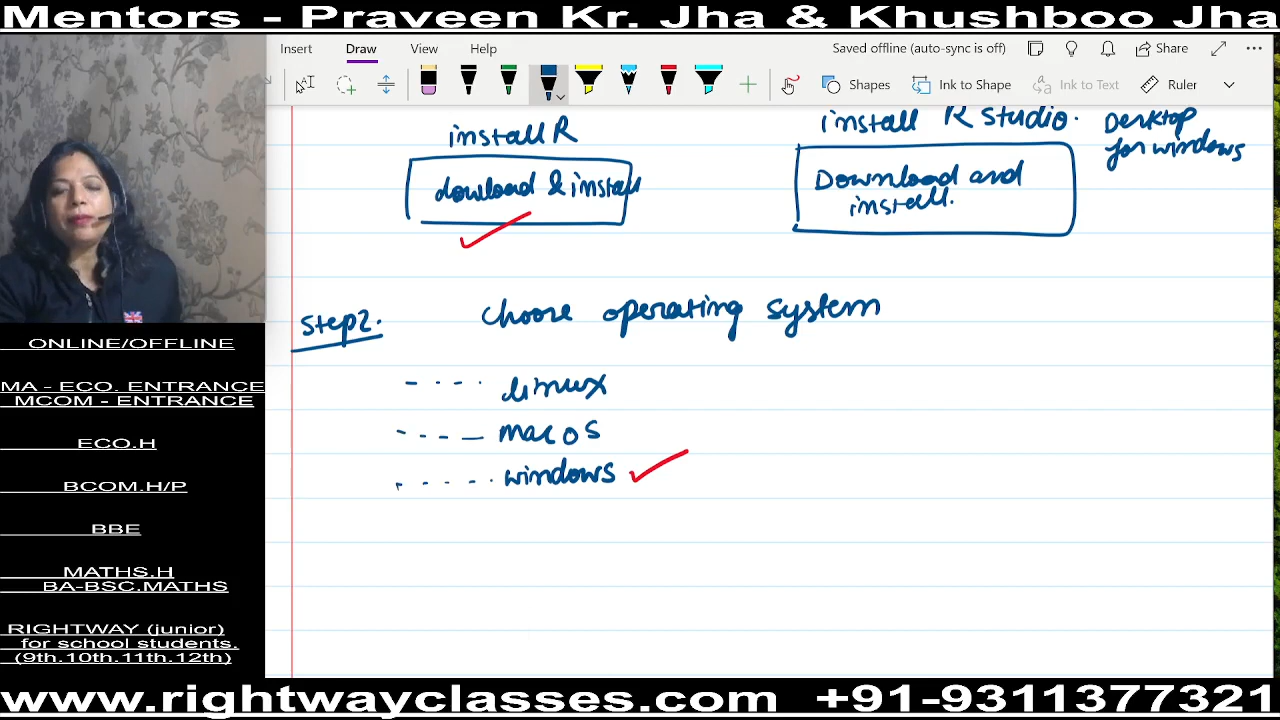 Mentors - Praveen Kr. Jha & Khushboo Jha
Insert Draw View Help
Saved offline (auto-sync is off)
Share
Shapes
Ink to Shape
Ink to Text
Ruler
install R
dowload & install
install R studio.
Desktop
for windows
Download and
install.
Step2.
choose operating system
linux
mac OS
windows
ONLINE/OFFLINE
MA - ECO. ENTRANCE
MCOM - ENTRANCE
ECO.H
BCOM.H/P
BBE
MATHS.H
BA-BSC.MATHS
RIGHTWAY (junior)
for school students.
(9th.10th.11th.12th)
www.rightwayclasses.com +91-9311377321